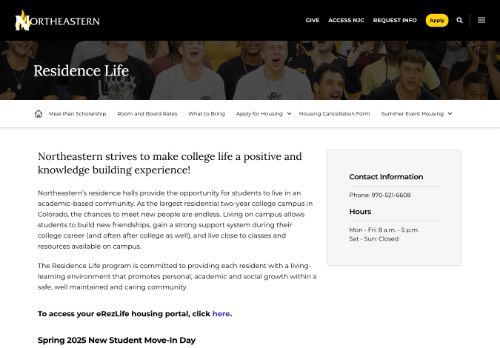 NORTHEASTERN
GIVE ACCESS NJC REQUEST INFO Apply
Residence Life
Meal Plan Scholarship Room and Board Rates What to Bring Apply for Housing Housing Cancellation Form Summer Event Housing
Northeastern strives to make college life a positive and
knowledge building experience!
Northeastern's residence halls provide the opportunity for students to live in an
academic-based community. As the largest residential two-year college campus in
Colorado, the chances to meet new people are endless. Living on campus allows
students to build new friendships, gain a strong support system during their
college career (and often after college as well), and live close to classes and
resources available on campus.
The Residence Life program is committed to providing each resident with a living-
learning environment that promotes personal, academic and social growth within a
safe, well maintained and caring community.
To access your eRezLife housing portal, click here.
Spring 2025 New Student Move-In Day
Contact Information
Phone: 970-521-6608
Hours
Mon - Fri: 8 a.m. - 5 p.m.
Sat - Sun: Closed